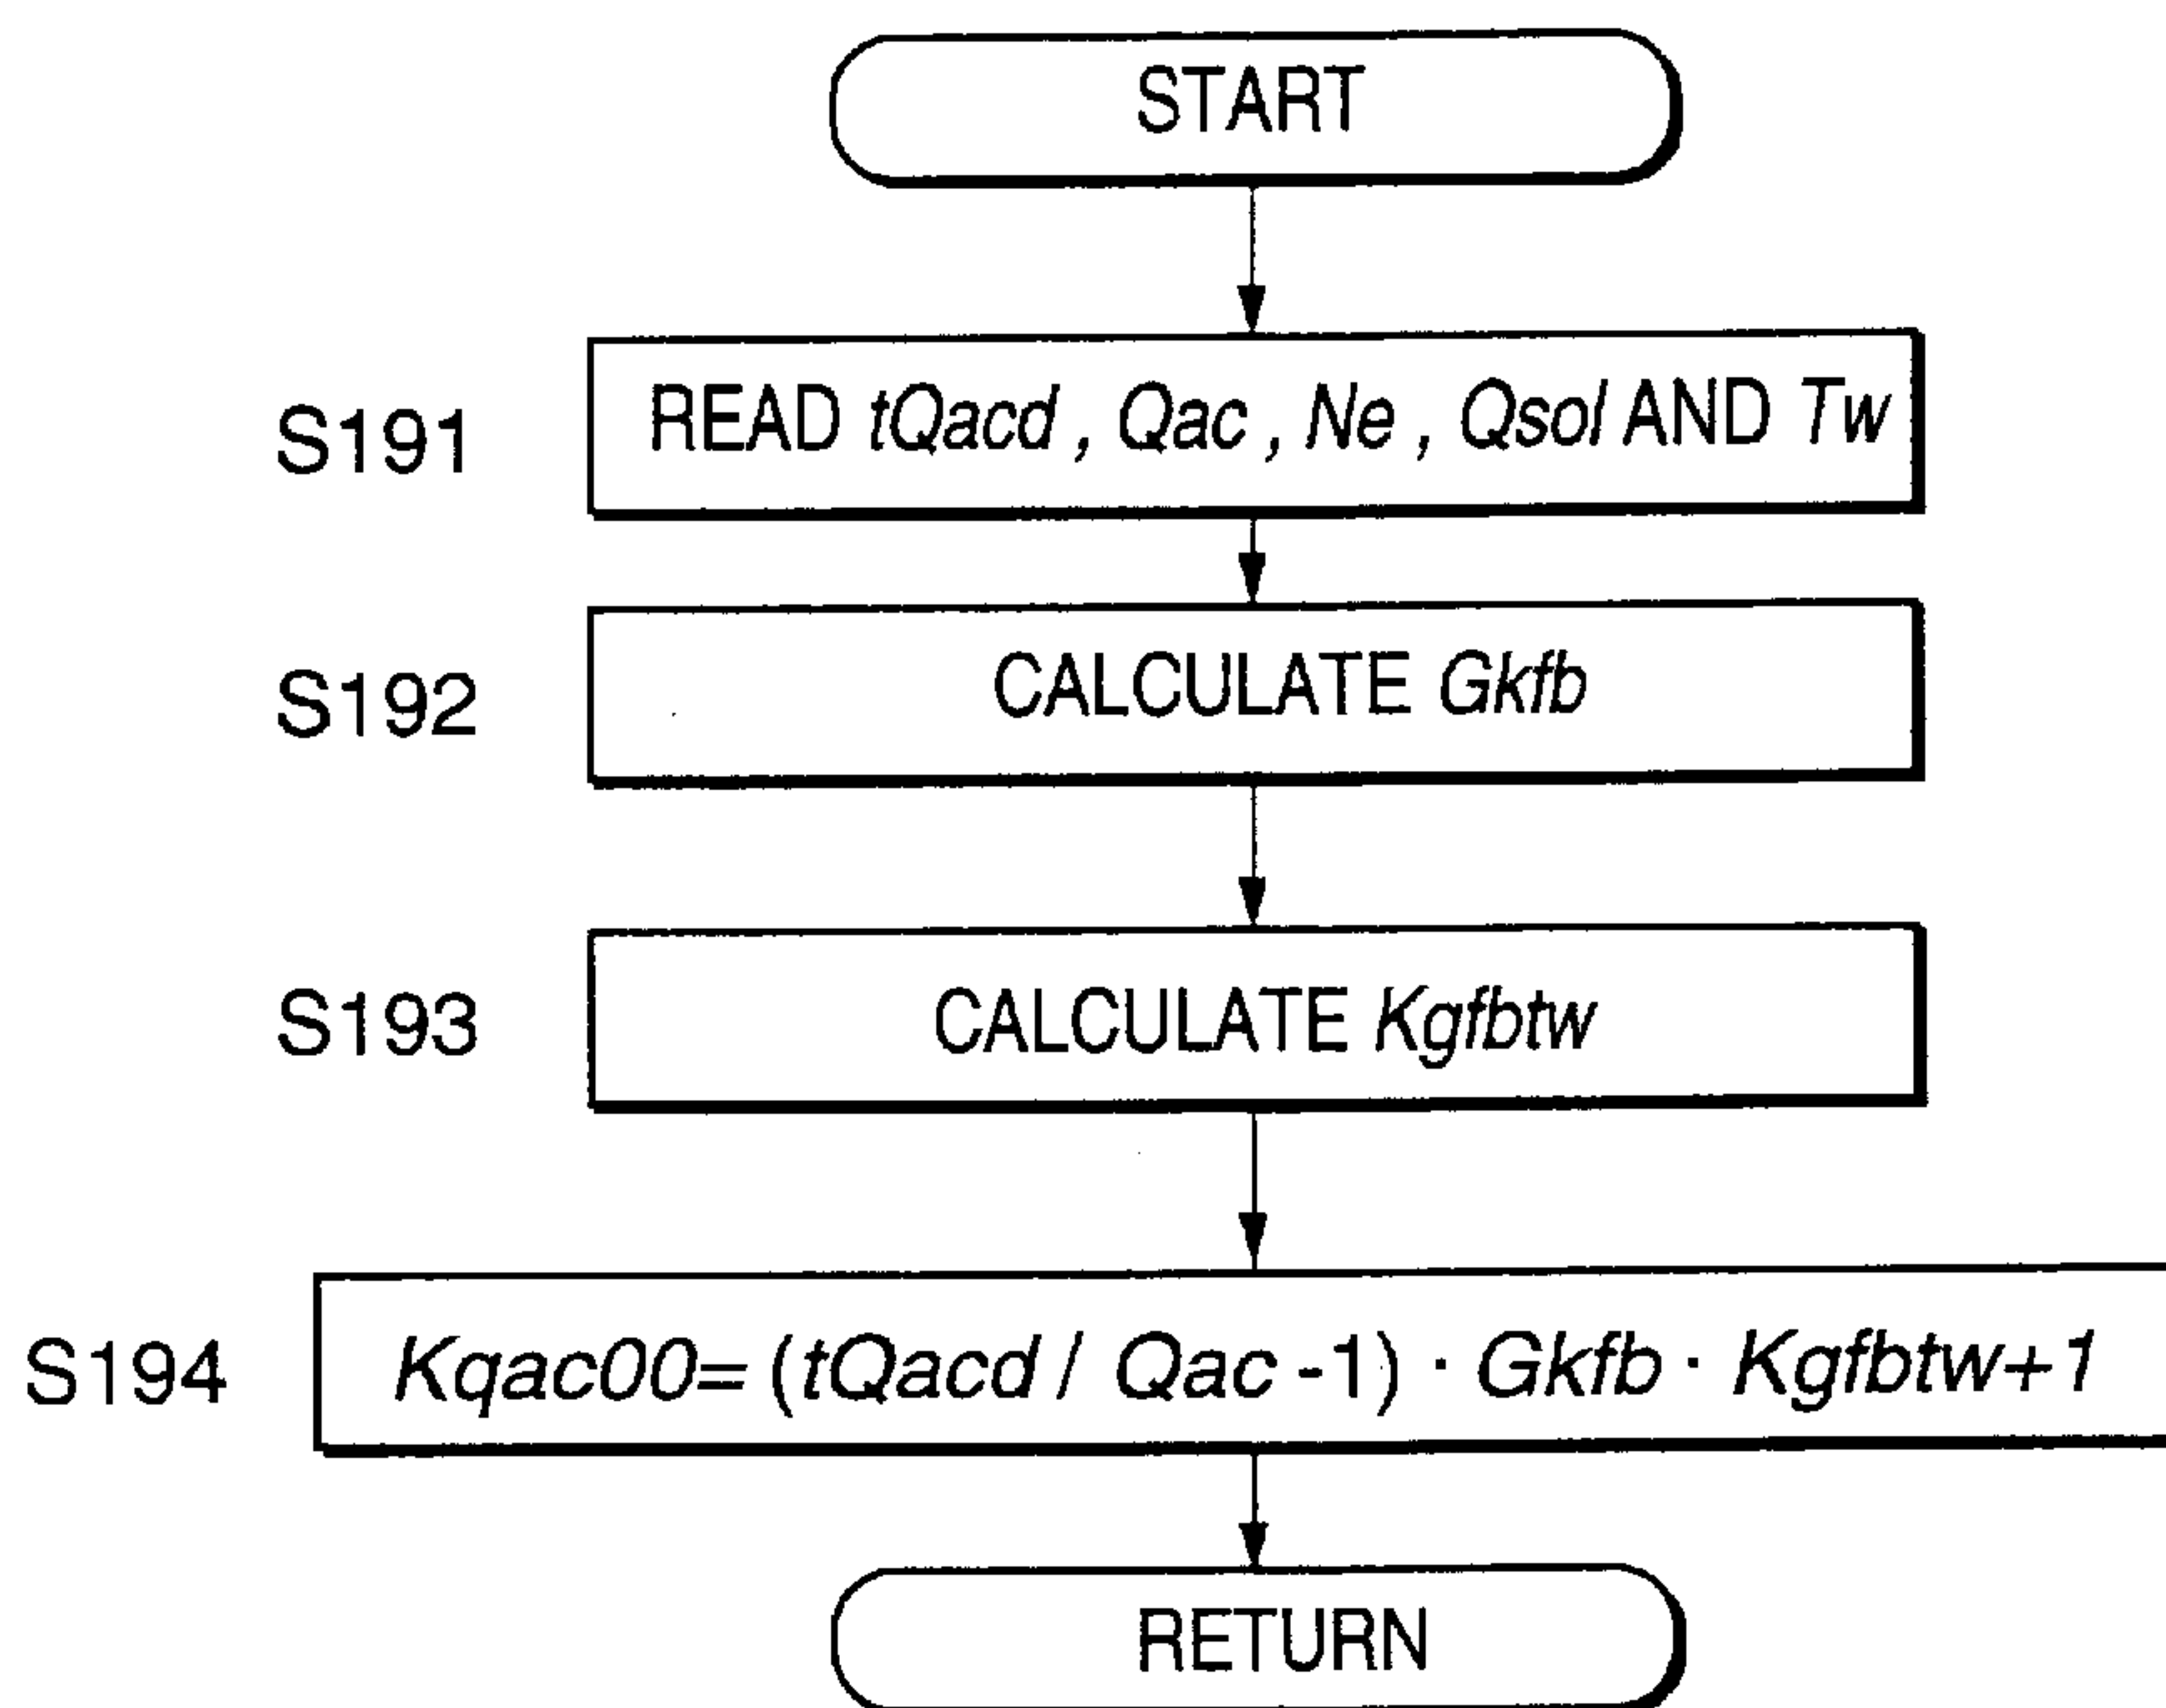 START
S191
READ tQacd , Qac , Ne , Qsol AND Tw
S192
CALCULATE Gkfb
S193
CALCULATE Kgfbtw
S194
Kqac00= (tQacd / Qac -1) · Gkfb · Kgfbtw+1
RETURN